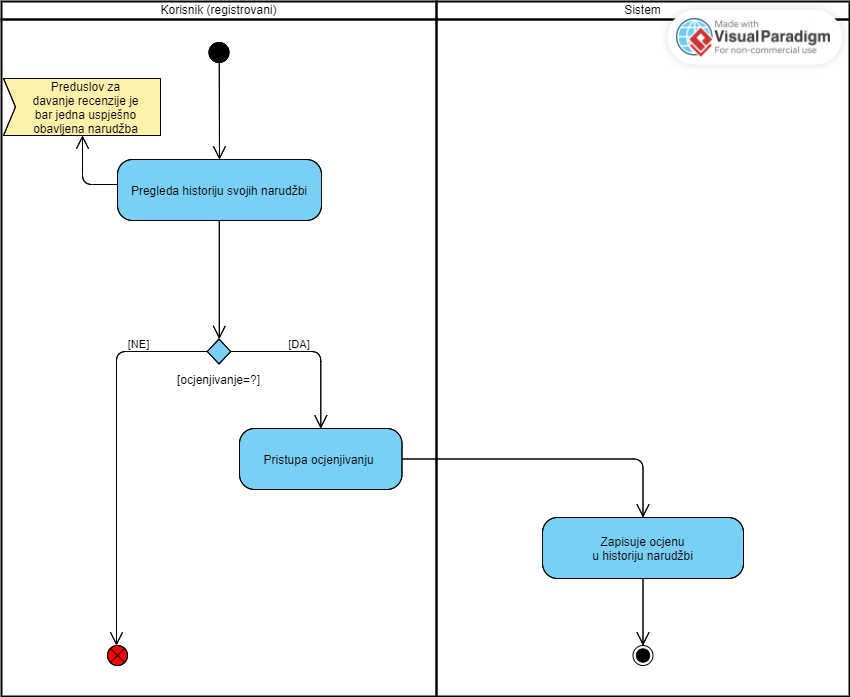 Korisnik (registrovani)
Sistem
Made with
Visual Paradigm
For non-commercial use
Preduslov za
davanje recenzije je
bar jedna uspješno
obavljena narudžba
Pregleda historiju svojih narudžbi
[NE]
[DA]
[ocjenjivanje=?]
Pristupa ocjenjivanju
Zapisuje ocjenu
u historiju narudžbi